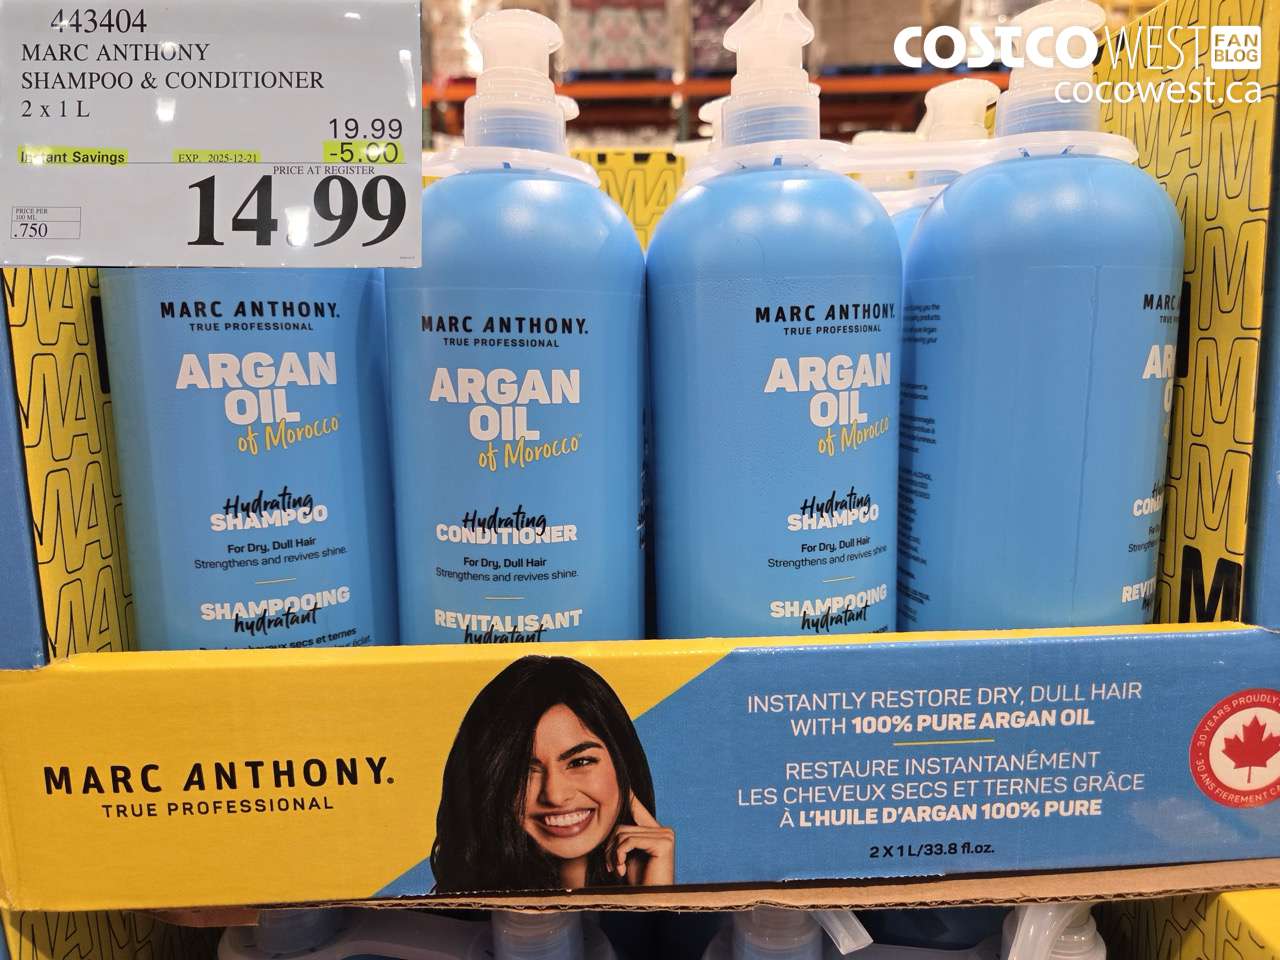 443404
MARC ANTHONY
SHAMPOO & CONDITIONER
2 x 1 L
19.99
Instant Savings
EXP. 2025-12-21
-5.00
PRICE AT REGISTER
14.99
PRICE PER
100 ML
.750
COSTCO WEST FAN BLOG
cocowest.ca
MARC ANTHONY.
TRUE PROFESSIONAL
ARGAN
OIL
of Morocco
Hydrating
SHAMPOO
For Dry, Dull Hair
Strengthens and revives shine.
SHAMPOOING
hydratant
MARC ANTHONY.
TRUE PROFESSIONAL
ARGAN
OIL
of Morocco
Hydrating
CONDITIONER
For Dry, Dull Hair
Strengthens and revives shine.
REVITALISANT
hydratant
MARC ANTHONY.
TRUE PROFESSIONAL
ARGAN
OIL
of Morocco
Hydrating
SHAMPOO
For Dry, Dull Hair
Strengthens and revives shine
SHAMPOOING
hydratant
MARC ANTHONY.
TRUE PROFESSIONAL
INSTANTLY RESTORE DRY, DULL HAIR
WITH 100% PURE ARGAN OIL
RESTAURE INSTANTANÉMENT
LES CHEVEUX SECS ET TERNES GRÂCE
À L'HUILE D'ARGAN 100% PURE
2 X 1 L/33.8 fl.oz.
30 YEARS PROUDLY
30 ANS FIEREMENT